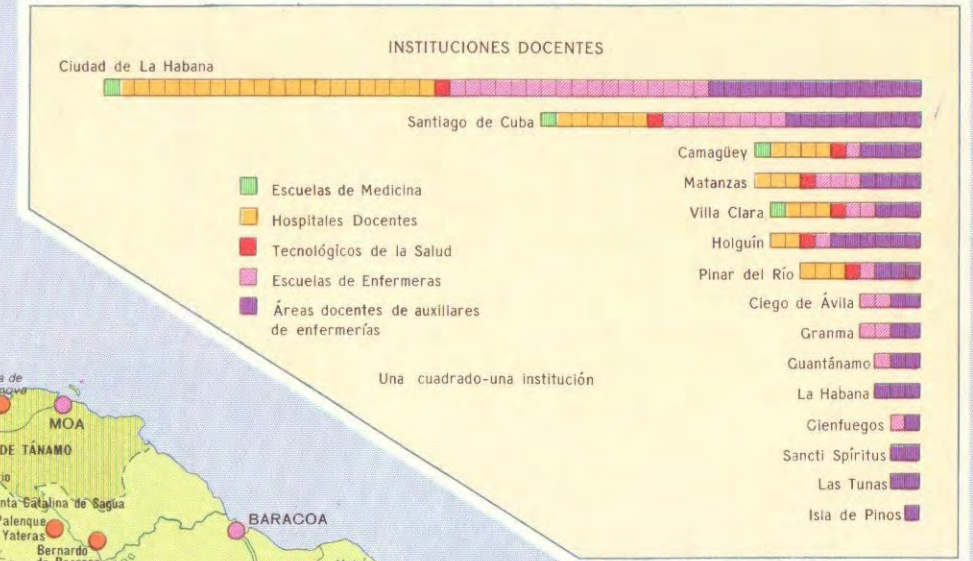 INSTITUCIONES DOCENTES
Ciudad de La Habana
Santiago de Cuba
Camagüey
Matanzas
Villa Clara
Holguín
Pinar del Río
Ciego de Ávila
Granma
Guantánamo
La Habana
Cienfuegos
Sancti Spíritus
Las Tunas
Isla de Pinos
Escuelas de Medicina
Hospitales Docentes
Tecnológicos de la Salud
Escuelas de Enfermeras
Áreas docentes de auxiliares
de enfermerías
Una cuadrado-una institución
MOA
DE TÁNAMO
Catalina de Sagua
Palenque
Yateras
Bernardo
BARACOA